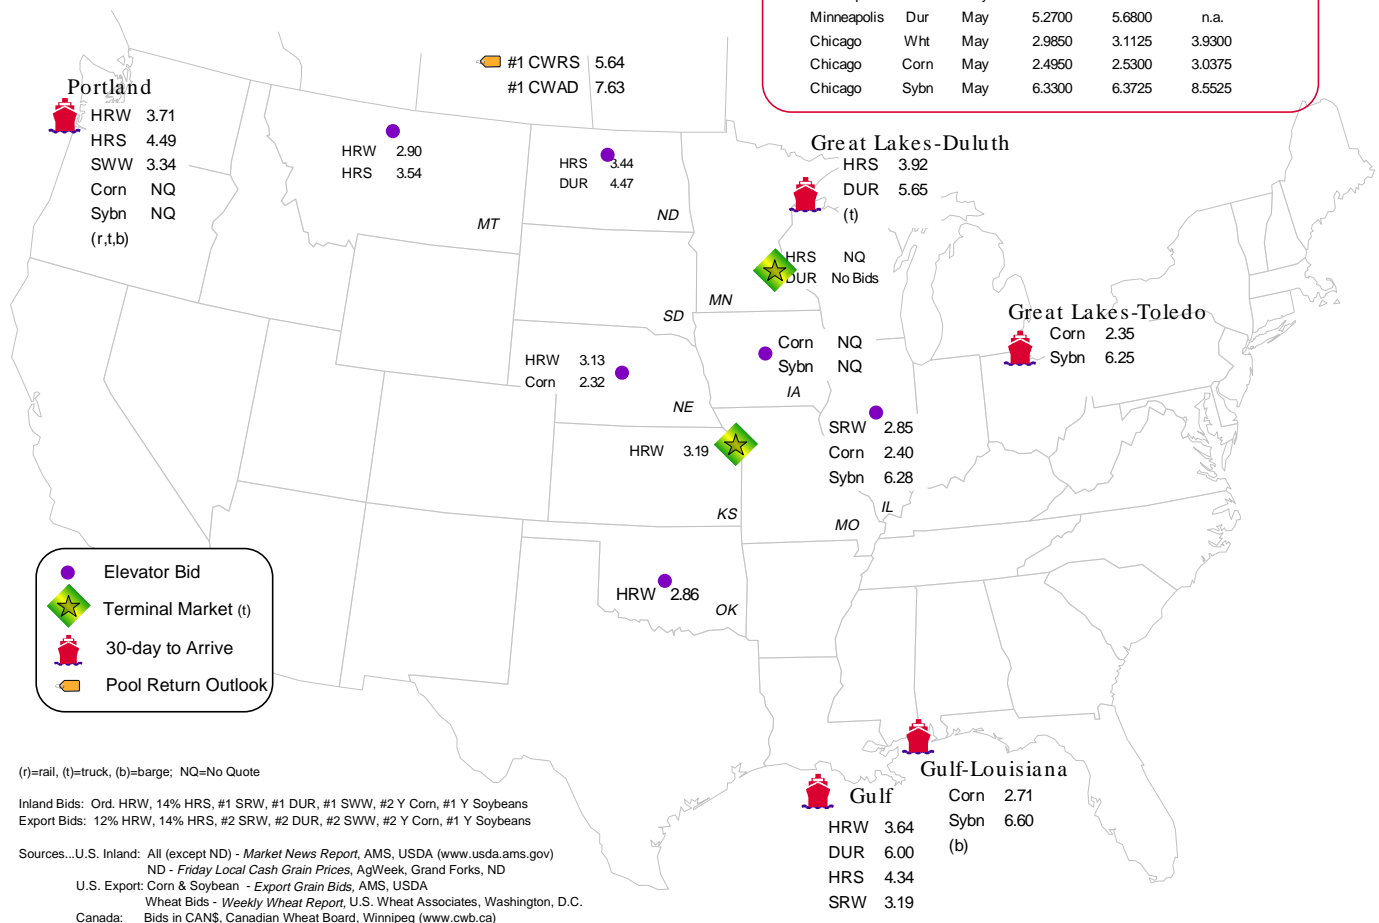 Minneapolis Dur May 5.2700 5.6800 n.a.
Chicago Wht May 2.9850 3.1125 3.9300
Chicago Corn May 2.4950 2.5300 3.0375
Chicago Sybn May 6.3300 6.3725 8.5525
#1 CWRS 5.64
#1 CWAD 7.63
Portland
HRW 3.71
HRS 4.49
SWW 3.34
Corn NQ
Sybn NQ
(r,t,b)
HRW 2.90
HRS 3.54
MT
HRS 3.44
DUR 4.47
ND
Great Lakes-Duluth
HRS 3.92
DUR 5.65
(t)
HRS NQ
DUR No Bids
MN
SD
Great Lakes-Toledo
Corn 2.35
Sybn 6.25
Corn NQ
Sybn NQ
IA
HRW 3.13
Corn 2.32
NE
SRW 2.85
Corn 2.40
Sybn 6.28
IL
HRW 3.19
KS
MO
HRW 2.86
OK
Elevator Bid
Terminal Market (t)
30-day to Arrive
Pool Return Outlook
Gulf-Louisiana
Corn 2.71
Sybn 6.60
(b)
Gulf
HRW 3.64
DUR 6.00
HRS 4.34
SRW 3.19
(r)=rail, (t)=truck, (b)=barge; NQ=No Quote
Inland Bids: Ord. HRW, 14% HRS, #1 SRW, #1 DUR, #1 SWW, #2 Y Corn, #1 Y Soybeans
Export Bids: 12% HRW, 14% HRS, #2 SRW, #2 DUR, #2 SWW, #2 Y Corn, #1 Y Soybeans
Sources...U.S. Inland: All (except ND) - Market News Report, AMS, USDA (www.usda.ams.gov)
ND - Friday Local Cash Grain Prices, AgWeek, Grand Forks, ND
U.S. Export: Corn & Soybean - Export Grain Bids, AMS, USDA
Wheat Bids - Weekly Wheat Report, U.S. Wheat Associates, Washington, D.C.
Canada: Bids in CAN$, Canadian Wheat Board, Winnipeg (www.cwb.ca)